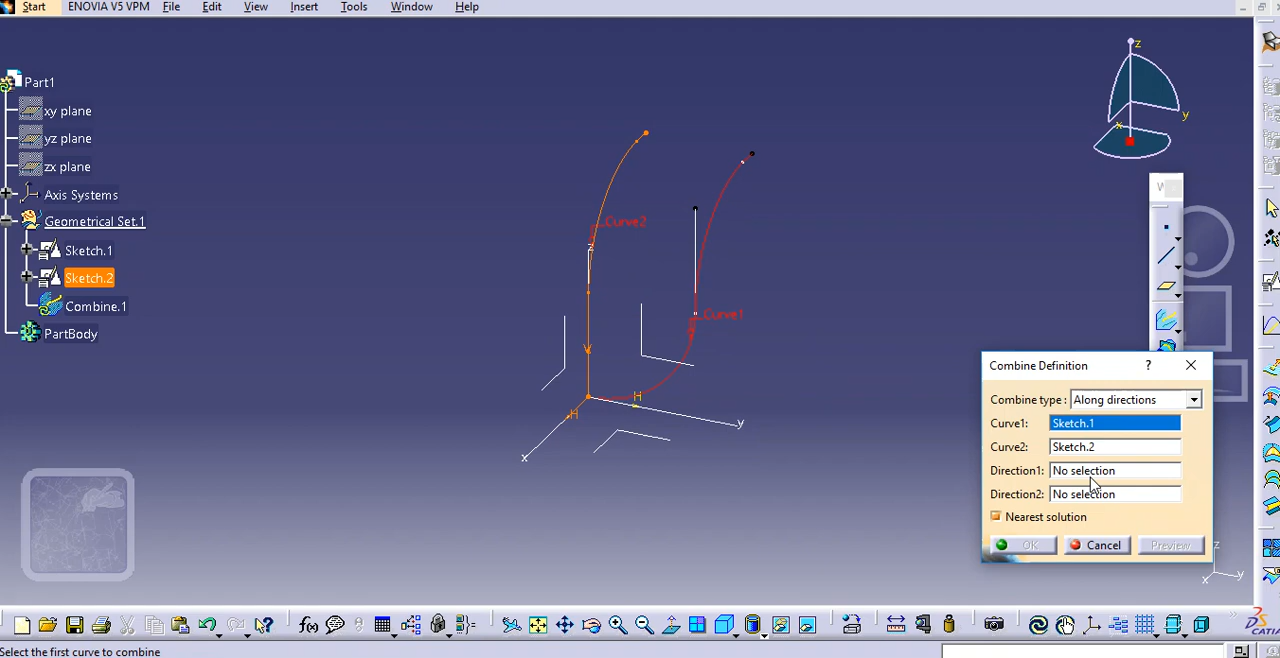 Start ENOVIA V5 VPM File Edit View Insert Tools Window Help
Part1
xy plane
yz plane
zx plane
Axis Systems
Geometrical Set.1
Sketch.1
Sketch.2
Combine.1
PartBody
z
y
x
Curve2
z
Curve1
V
H
H
y
x
Combine Definition ? ×
Combine type : Along directions
Curve1: Sketch.1
Curve2: Sketch.2
Direction1: No selection
Direction2: No selection
Nearest solution
OK Cancel Preview
z
x y
f(x)
Select the first curve to combine